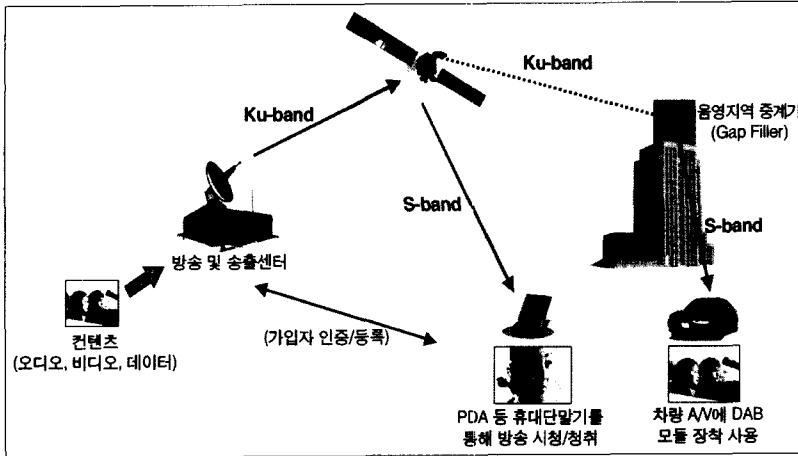 Ku-band
Ku-band
음영지역 중계기
(Gap Filler)
S-band
S-band
방송 및 송출센터
컨텐츠
(오디오, 비디오, 데이터)
(가입자 인증/등록)
PDA 등 휴대단말기를
통해 방송 시청/청취
차량 A/V에 DAB
모듈 장착 사용